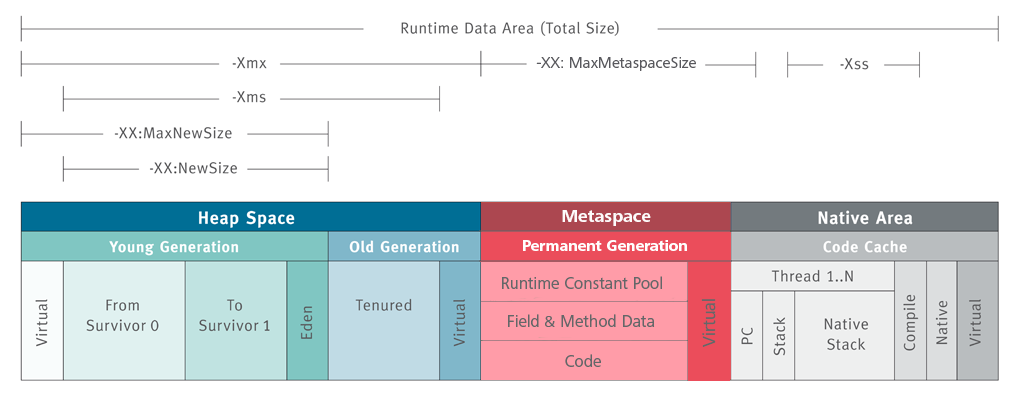 Runtime Data Area (Total Size)
-Xmx
-XX: MaxMetaspaceSize
-Xss
-Xms
-XX:MaxNewSize
-XX:NewSize
Heap Space
Metaspace
Native Area
Young Generation
Old Generation
Permanent Generation
Code Cache
Virtual
From
Survivor 0
To
Survivor 1
Eden
Tenured
Virtual
Runtime Constant Pool
Field & Method Data
Code
Virtual
Thread 1..N
PC
Stack
Native
Stack
Compile
Native
Virtual